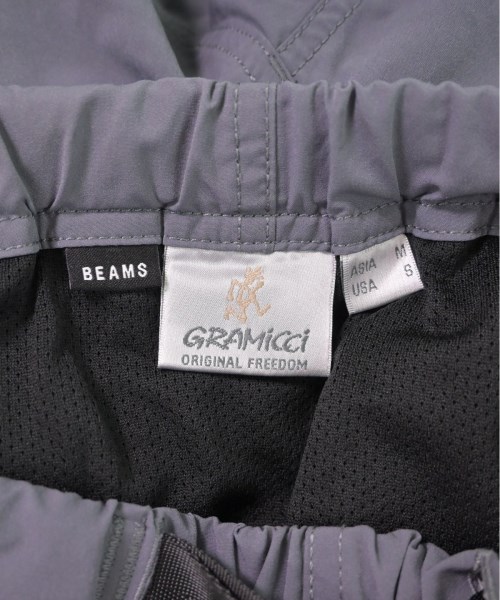 BEAMS
GRAMiCCi
ORIGINAL FREEDOM
ASIA M
USA S